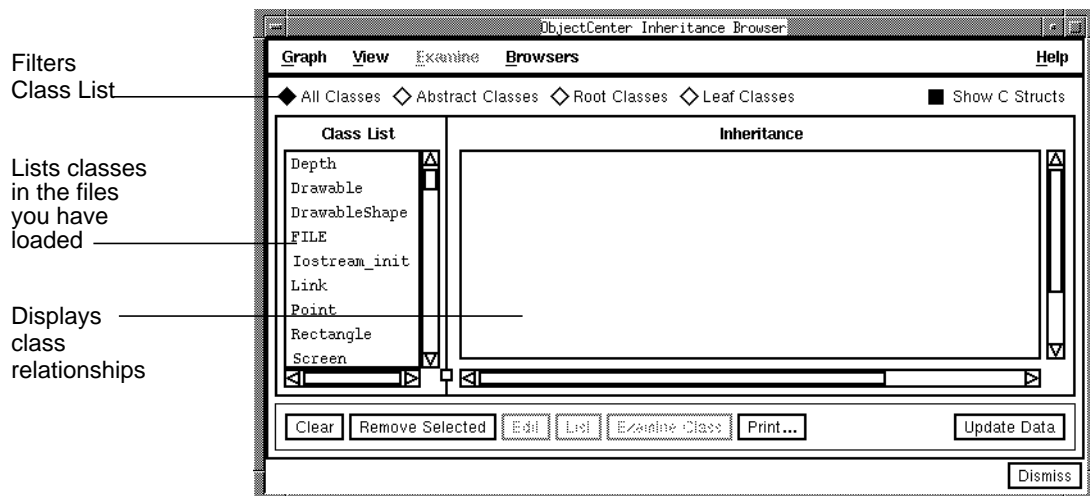 ObjectCenter Inheritance Browser
Graph View Examine Browsers Help
Filters
Class List
All Classes Abstract Classes Root Classes Leaf Classes Show C Structs
Class List
Inheritance
Lists classes
in the files
you have
loaded
Depth
Drawable
DrawableShape
FILE
Iostream_init
Link
Point
Rectangle
Screen
Displays
class
relationships
Clear Remove Selected Edit List Examine Class Print... Update Data
Dismiss